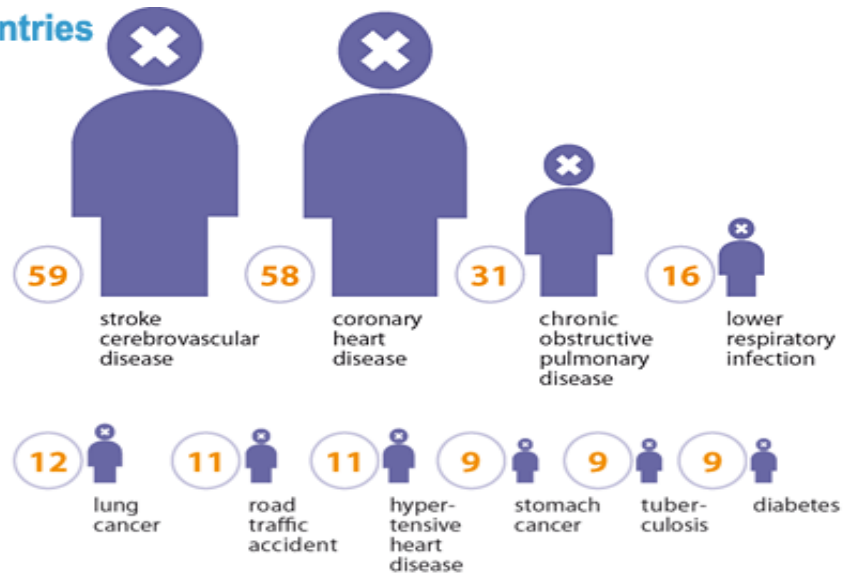 ntries
59
stroke
cerebrovascular
disease
58
coronary
heart
disease
31
chronic
obstructive
pulmonary
disease
16
lower
respiratory
infection
12
lung
cancer
11
road
traffic
accident
11
hyper-
tensive
heart
disease
9
stomach
cancer
9
tuber-
culosis
9
diabetes